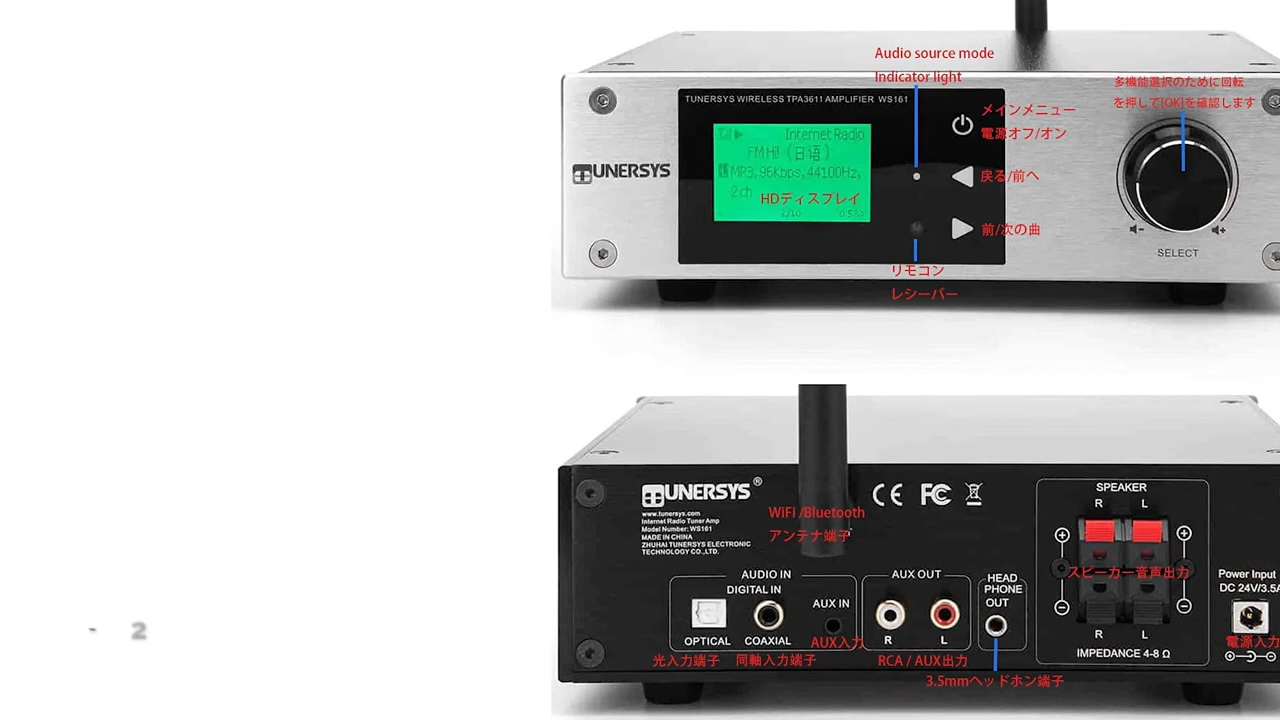 Audio source mode
Indicator light
多機能選択のために回転
を押して[OK]を確認します
TUNERSYS WIRELESS TPA3611 AMPLIFIER WS161
メインメニュー
電源オフ/オン
Internet Radio
FM Hi!（日语）
MP3, 96Kbps, 44100Hz,
2 ch
HDディスプレイ
2/10
0:58>
TUNERSYS
戻る/前へ
前/次の曲
SELECT
リモコン
レシーバー
TUNERSYS®
www.tunersys.com
Internet Radio Tuner Amp
Model Number: WS161
MADE IN CHINA
ZHUHAI TUNERSYS ELECTRONIC
TECHNOLOGY CO.,LTD.
CE FC
WiFi /Bluetooth
アンテナ端子
SPEAKER
R L
スピーカー音声出力
R L
IMPEDANCE 4-8 Ω
AUDIO IN
DIGITAL IN
AUX IN
OPTICAL
COAXIAL
AUX入力
光入力端子
同軸入力端子
AUX OUT
R L
RCA / AUX出力
HEAD
PHONE
OUT
3.5mmヘッドホン端子
Power Input
DC 24V/3.5A
電源入力
- 2